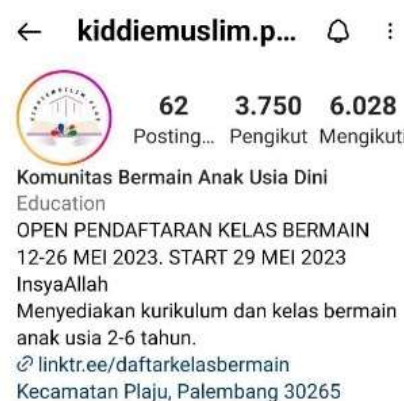 kiddiemuslim.p...
62 3.750 6.028
Posting... Pengikut Mengikuti
Komunitas Bermain Anak Usia Dini
Education
OPEN PENDAFTARAN KELAS BERMAIN
12-26 MEI 2023. START 29 MEI 2023
InsyaAllah
Menyediakan kurikulum dan kelas bermain
anak usia 2-6 tahun.
linktr.ee/daftarkelasbermain
Kecamatan Plaju, Palembang 30265